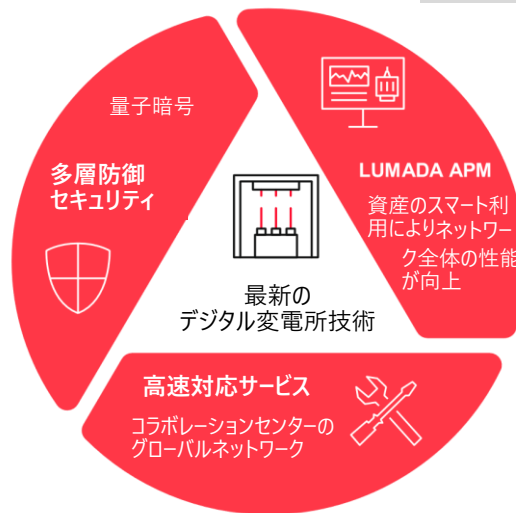 量子暗号
多層防御
セキュリティ
LUMADA APM
資産のスマート利
用によりネットワー
ク全体の性能
が向上
最新の
デジタル変電所技術
高速対応サービス
コラボレーションセンターの
グローバルネットワーク